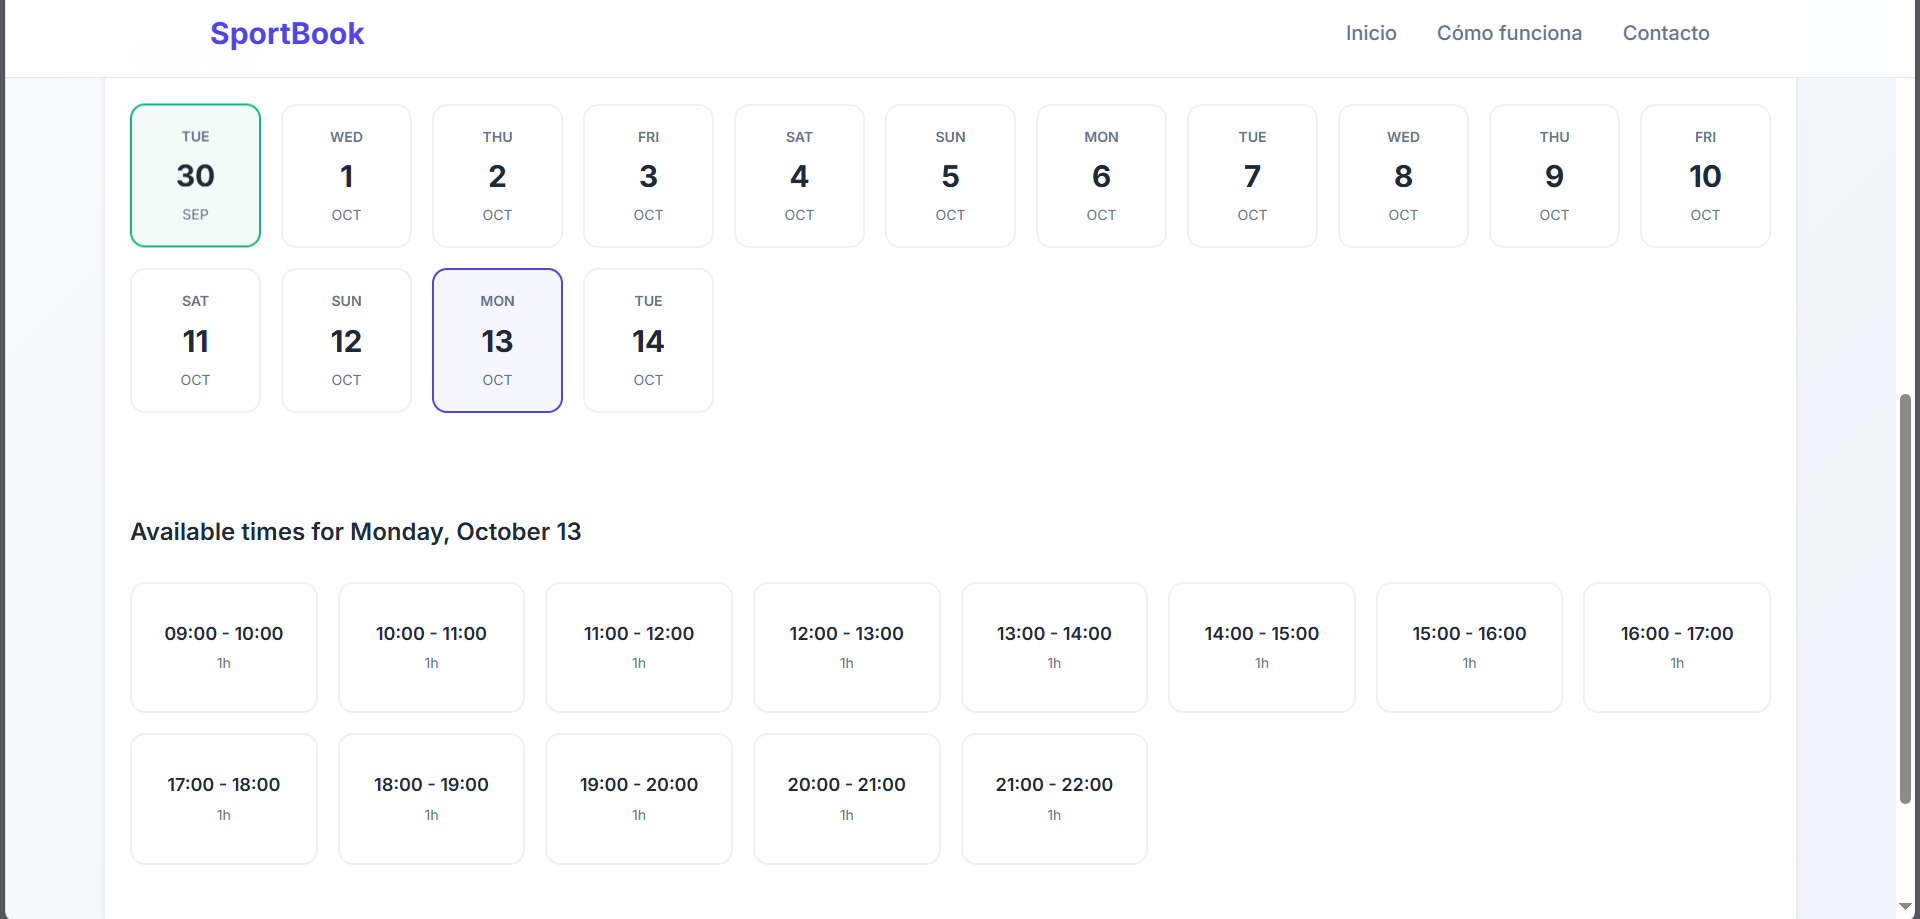 SportBook
Inicio Cómo funciona Contacto
TUE WED THU FRI SAT SUN MON TUE WED THU FRI
30 1 2 3 4 5 6 7 8 9 10
SEP OCT OCT OCT OCT OCT OCT OCT OCT OCT OCT
SAT SUN MON TUE
11 12 13 14
OCT OCT OCT OCT
Available times for Monday, October 13
09:00 - 10:00 10:00 - 11:00 11:00 - 12:00 12:00 - 13:00 13:00 - 14:00 14:00 - 15:00 15:00 - 16:00 16:00 - 17:00
1h 1h 1h 1h 1h 1h 1h 1h
17:00 - 18:00 18:00 - 19:00 19:00 - 20:00 20:00 - 21:00 21:00 - 22:00
1h 1h 1h 1h 1h